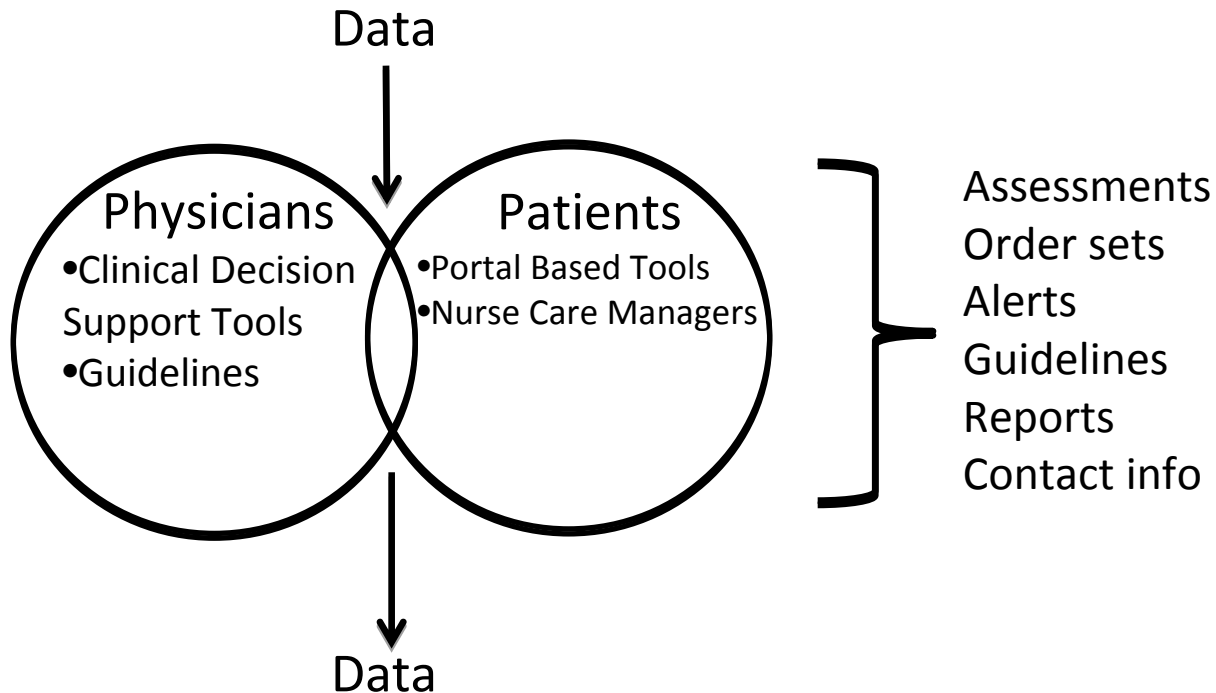 Data
Physicians
•Clinical Decision
Support Tools
•Guidelines
Patients
•Portal Based Tools
•Nurse Care Managers
Assessments
Order sets
Alerts
Guidelines
Reports
Contact info
Data